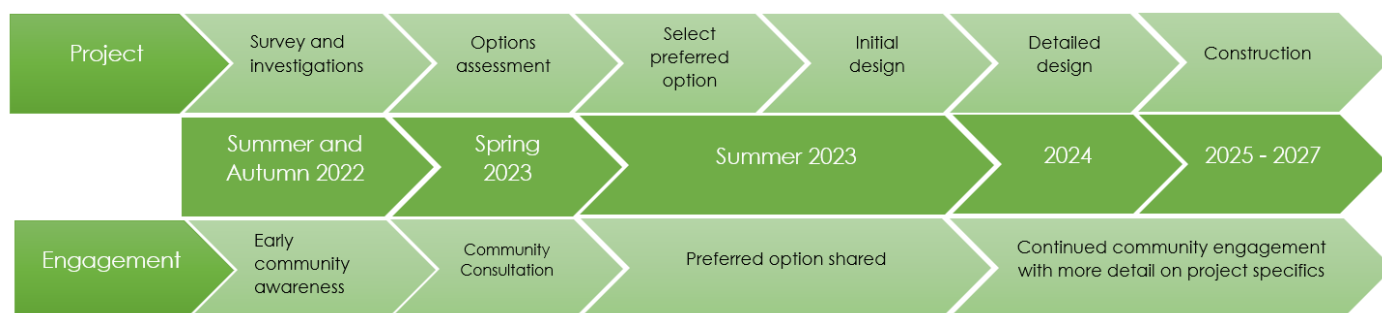 Project
Survey and
investigations
Options
assessment
Select
preferred
option
Initial
design
Detailed
design
Construction
Summer and
Autumn 2022
Spring
2023
Summer 2023
2024
2025 - 2027
Engagement
Early
community
awareness
Community
Consultation
Preferred option shared
Continued community engagement
with more detail on project specifics